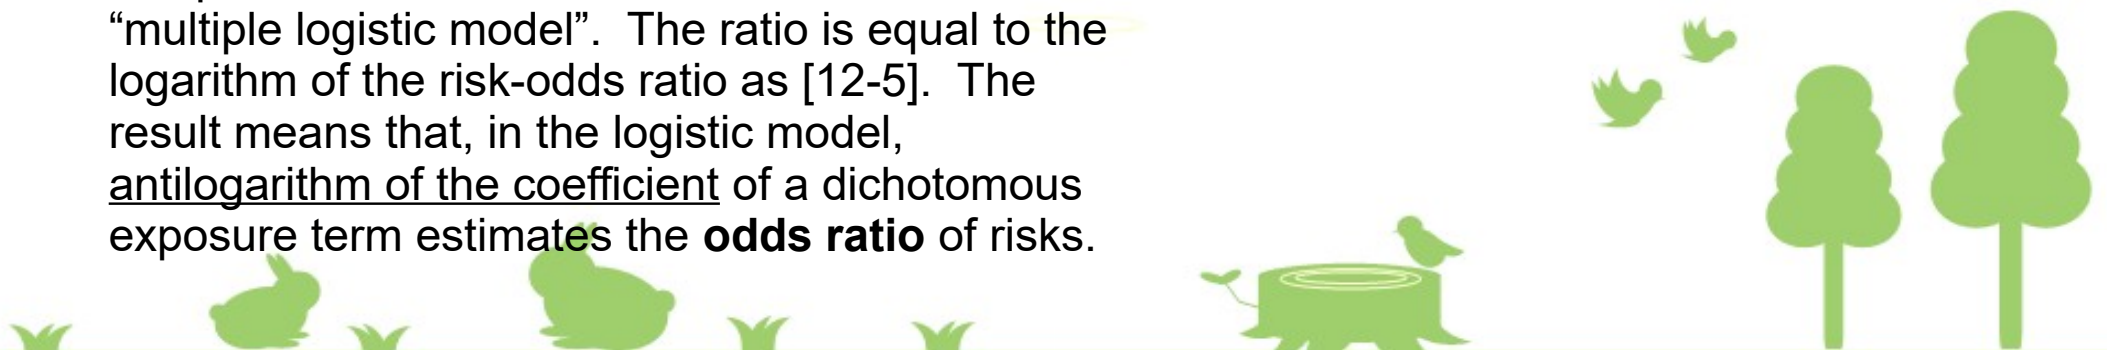 “multiple logistic model”.  The ratio is equal to the
logarithm of the risk-odds ratio as [12-5].  The
result means that, in the logistic model,
antilogarithm of the coefficient of a dichotomous
exposure term estimates the odds ratio of risks.